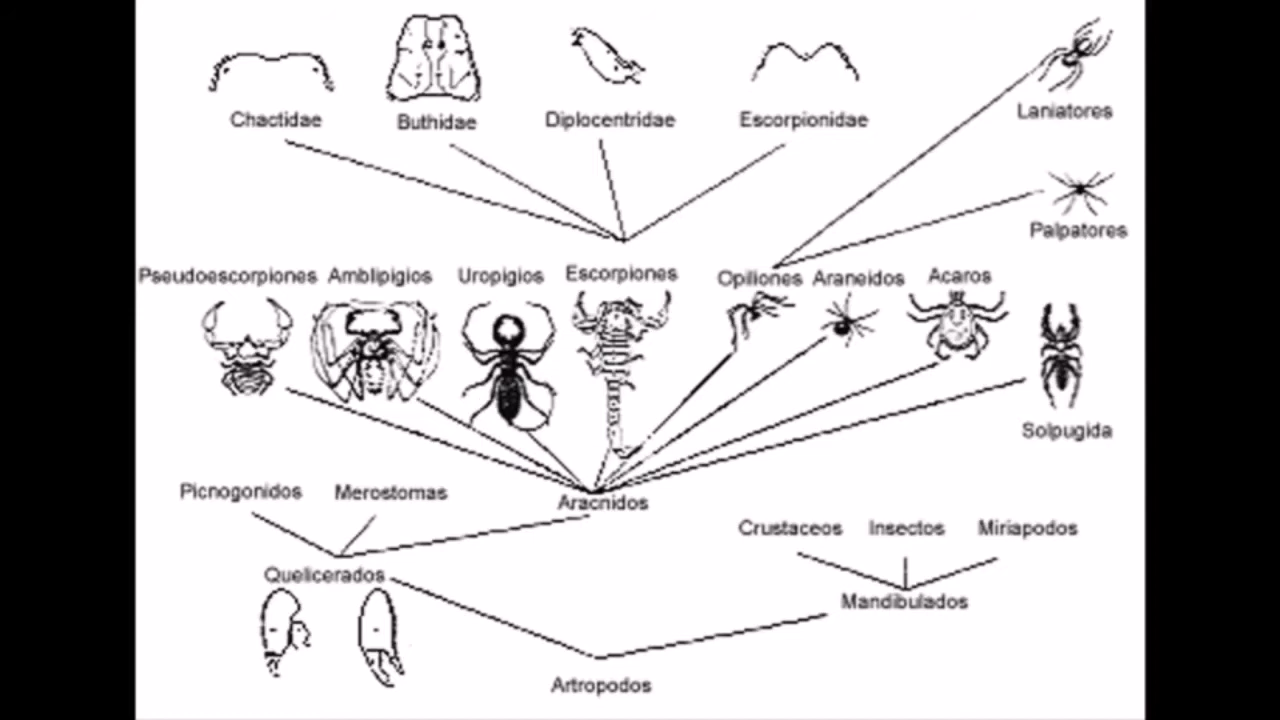 Chactidae
Buthidae
Diplocentridae
Escorpionidae
Laniatores
Palpatores
Pseudoescorpiones
Amblipigios
Uropigios
Escorpiones
Opiliones
Araneidos
Acaros
Solpugida
Picnogonidos
Merostomas
Aracnidos
Crustaceos
Insectos
Miriapodos
Quelicerados
Mandibulados
Artropodos